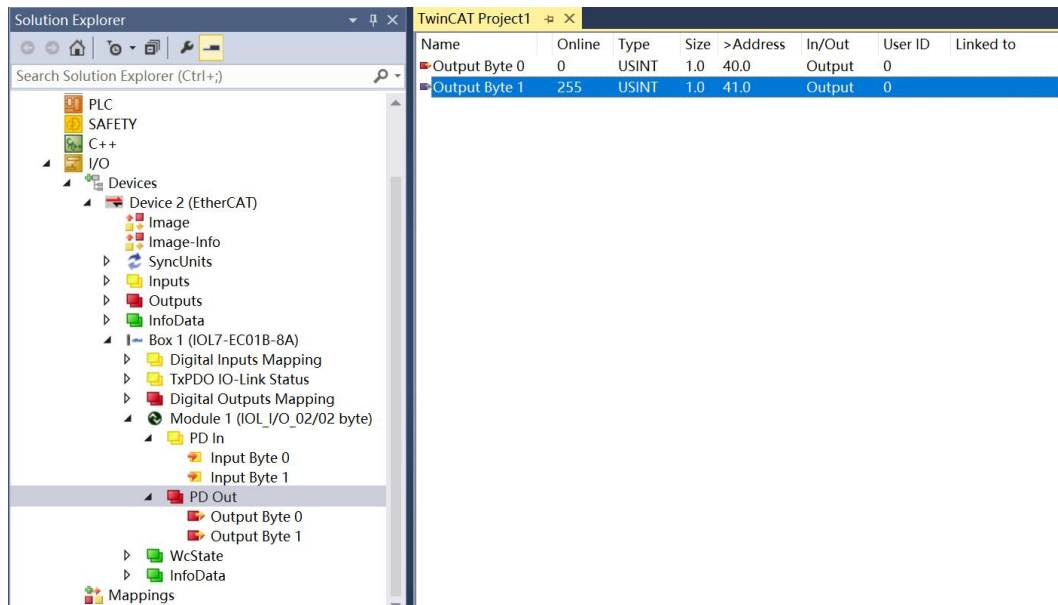 Solution Explorer
Search Solution Explorer (Ctrl+;)
PLC
SAFETY
C++
I/O
Devices
Device 2 (EtherCAT)
Image
Image-Info
SyncUnits
Inputs
Outputs
InfoData
Box 1 (IOL7-EC01B-8A)
Digital Inputs Mapping
TxPDO IO-Link Status
Digital Outputs Mapping
Module 1 (IOL_I/O_02/02 byte)
PD In
Input Byte 0
Input Byte 1
PD Out
Output Byte 0
Output Byte 1
WcState
InfoData
Mappings
TwinCAT Project1
Name Online Type Size >Address In/Out User ID Linked to
Output Byte 0 0 USINT 1.0 40.0 Output 0
Output Byte 1 255 USINT 1.0 41.0 Output 0